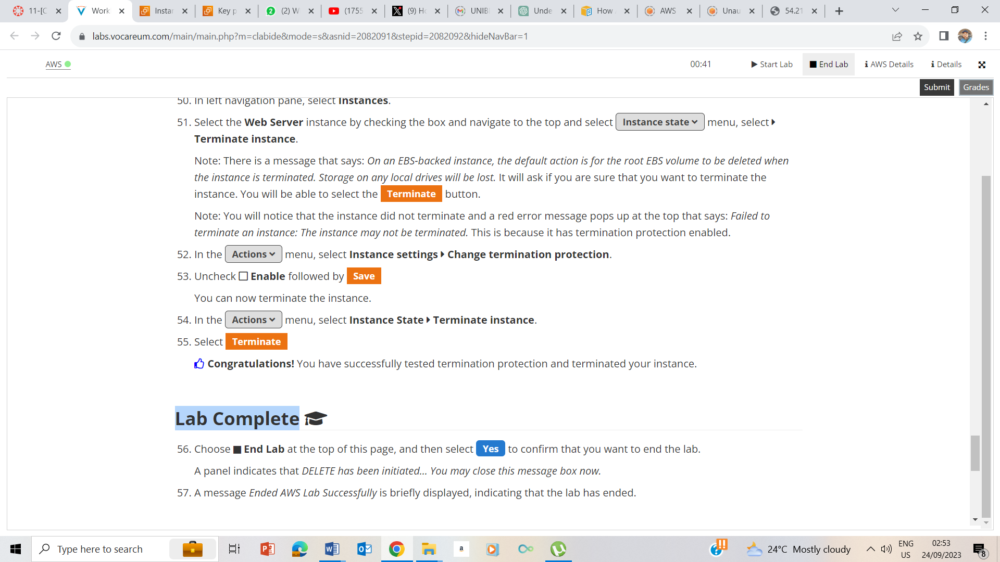 11-[C
Work
Instar
Key p
(2) W
(1755
(9) Ho
UNIBI
Unde
How
AWS
Unau
54.21
labs.vocareum.com/main/main.php?m=clabide&mode=s&asnid=2082091&stepid=2082092&hideNavBar=1
AWS
00:41
Start Lab
End Lab
AWS Details
Details
Submit
Grades
50. In left navigation pane, select Instances.
51. Select the Web Server instance by checking the box and navigate to the top and select Instance state menu, select
Terminate instance.
Note: There is a message that says: On an EBS-backed instance, the default action is for the root EBS volume to be deleted when
the instance is terminated. Storage on any local drives will be lost. It will ask if you are sure that you want to terminate the
instance. You will be able to select the Terminate button.
Note: You will notice that the instance did not terminate and a red error message pops up at the top that says: Failed to
terminate an instance: The instance may not be terminated. This is because it has termination protection enabled.
52. In the Actions menu, select Instance settings Change termination protection.
53. Uncheck Enable followed by Save
You can now terminate the instance.
54. In the Actions menu, select Instance State Terminate instance.
55. Select Terminate
Congratulations! You have successfully tested termination protection and terminated your instance.
Lab Complete
56. Choose End Lab at the top of this page, and then select Yes to confirm that you want to end the lab.
A panel indicates that DELETE has been initiated... You may close this message box now.
57. A message Ended AWS Lab Successfully is briefly displayed, indicating that the lab has ended.
Type here to search
a
24°C Mostly cloudy
ENG
US
02:53
24/09/2023
8